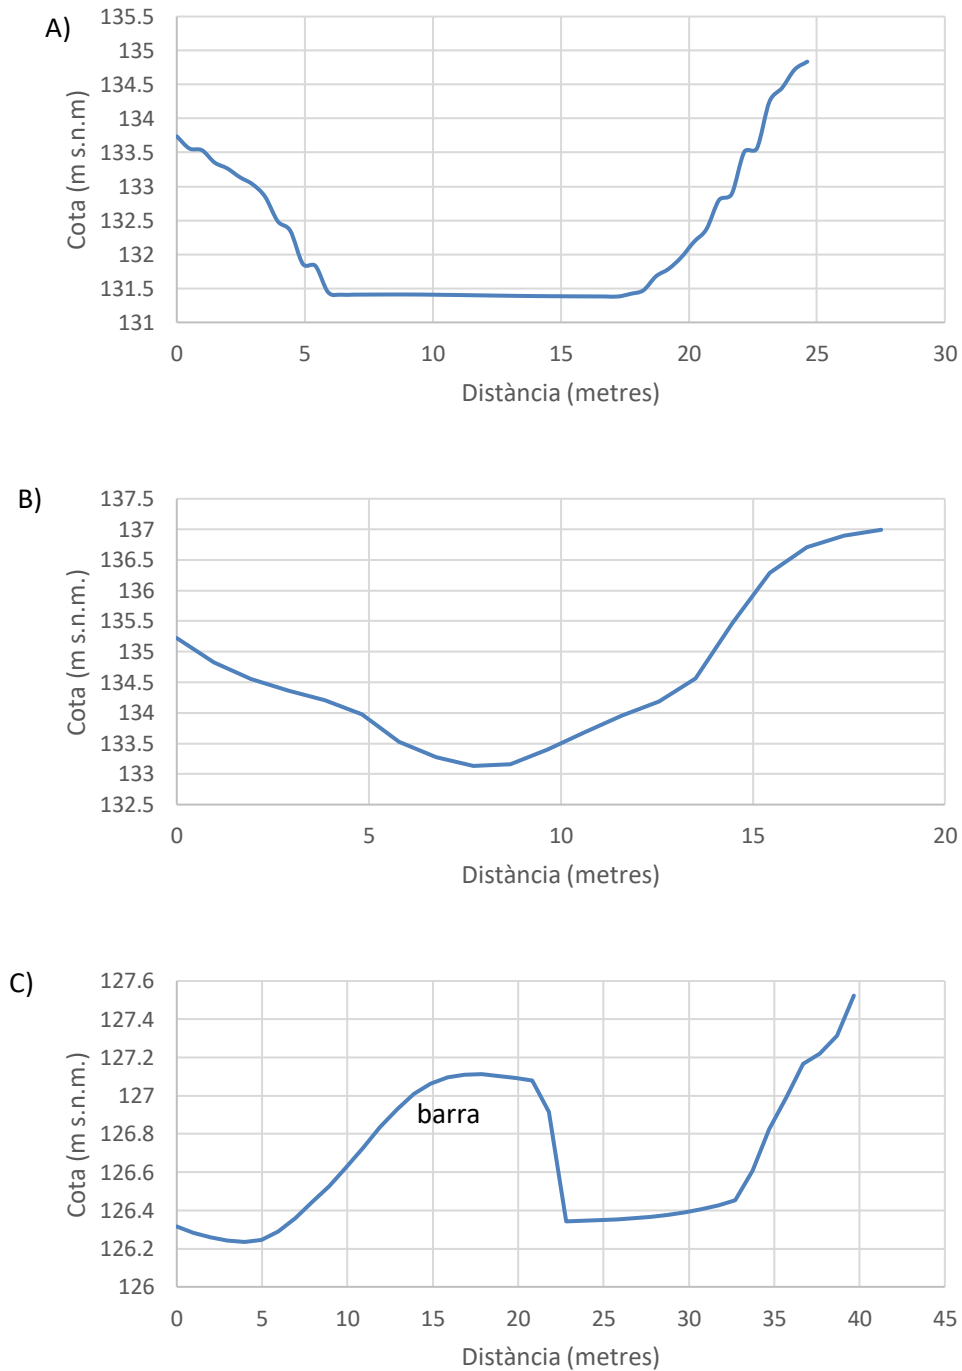 A)
135.5
135
134.5
134
133.5
133
132.5
132
131.5
131
Cota (m s.n.m)
0 5 10 15 20 25 30
Distància (metres)
B)
137.5
137
136.5
136
135.5
135
134.5
134
133.5
133
132.5
Cota (m s.n.m.)
0 5 10 15 20
Distància (metres)
C)
127.6
127.4
127.2
127
126.8
126.6
126.4
126.2
126
Cota (m s.n.m.)
barra
0 5 10 15 20 25 30 35 40 45
Distància (metres)